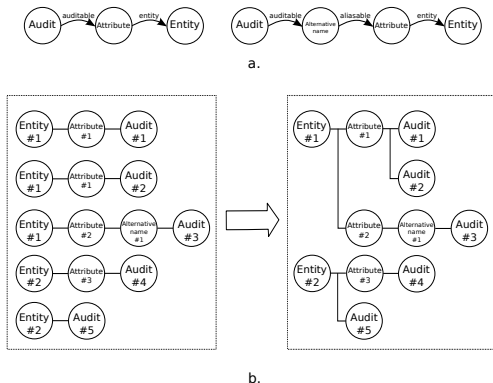 auditable
entity
Audit
Attribute
Entity
auditable
aliasable
entity
Audit
Alternative
name
Attribute
Entity
a.
Entity
#1
Attribute
#1
Audit
#1
Entity
#1
Attribute
#1
Audit
#2
Entity
#1
Attribute
#2
Alternative
name
#1
Audit
#3
Entity
#2
Attribute
#3
Audit
#4
Entity
#2
Audit
#5
Entity
#1
Attribute
#1
Audit
#1
Audit
#2
Attribute
#2
Alternative
name
#1
Audit
#3
Entity
#2
Attribute
#3
Audit
#4
Audit
#5
b.